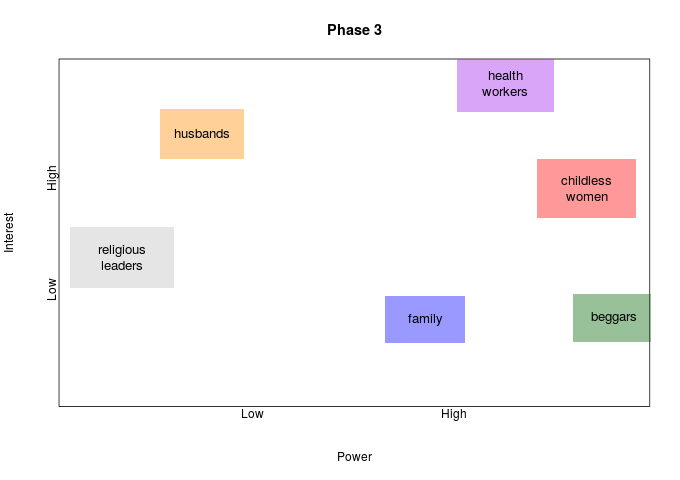 Phase 3
health
workers
husbands
childless
women
High
Interest
religious
leaders
Low
family
beggars
Low
High
Power